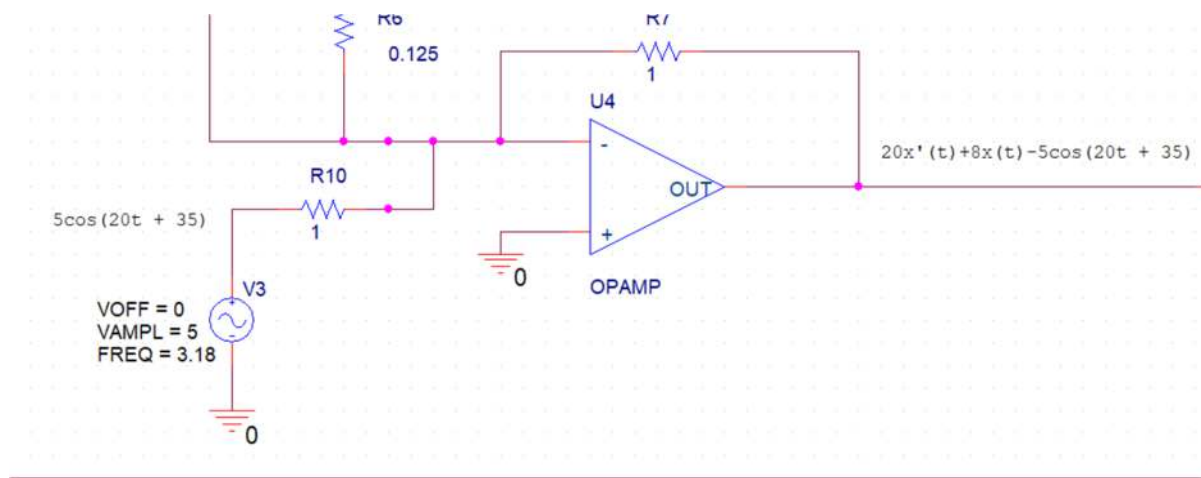 R6
R7
0.125
1
U4
-
20x'(t)+8x(t)-5cos(20t + 35)
R10
OUT
5cos(20t + 35)
1
+
0
OPAMP
V3
VOFF = 0
VAMPL = 5
FREQ = 3.18
+
-
0